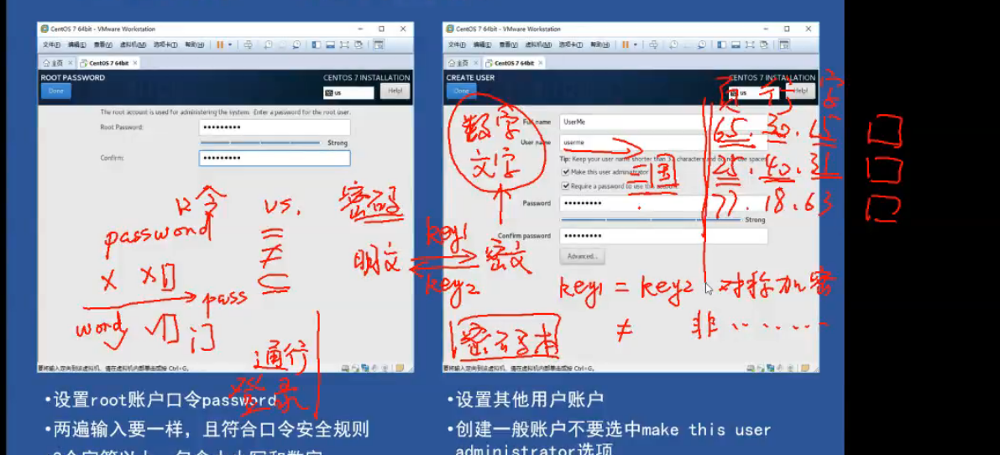 CentOS 7 64bit - VMware Workstation
文件(F) 编辑(E) 查看(V) 虚拟机(M) 选项卡(T) 帮助(H)
主页 CentOS 7 64bit
ROOT PASSWORD
CENTOS 7 INSTALLATION
Done
us
Help!
The root account is used for administering the system. Enter a password for the root user.
Root Password:
•••••••••
Strong
Confirm:
•••••••••
口令 vs. 密码
password
=
≠
⊂
× ×
pass
word
门
通行
登录
要将输入定向到该虚拟机，请在虚拟机内部单击或按 Ctrl+G。
•设置root账户口令password
•两遍输入要一样，且符合口令安全规则
CentOS 7 64bit - VMware Workstation
文件(F) 编辑(E) 查看(V) 虚拟机(M) 选项卡(T) 帮助(H)
主页 CentOS 7 64bit
CREATE USER
CENTOS 7 INSTALLATION
Done
us
Help!
Full name
UserMe
User name
userme
Tip: Keep your user name shorter than 32 characters and do not use spaces
Make this user administrator
Require a password to use this account
Password
•••••••••
Strong
Confirm password
•••••••••
Advanced...
数字
文字
三国
页 行 字
65.30.15
25.40.31
77.18.63
明文 key1 密文
key2
key1 = key2 对称加密
≠ 非……
密码本
要将输入定向到该虚拟机，请在虚拟机内部单击或按 Ctrl+G。
•设置其他用户账户
•创建一般账户不要选中make this user
administrator选项